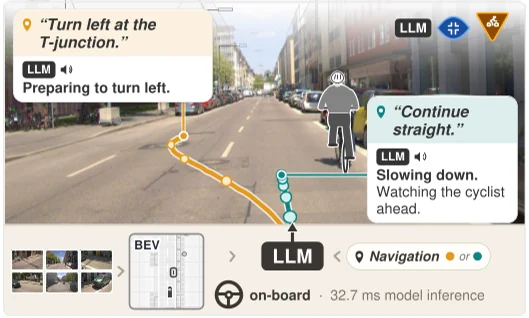 “Turn left at the
T-junction.”
LLM
Preparing to turn left.
LLM
“Continue
straight.”
LLM
Slowing down.
Watching the cyclist
ahead.
BEV
LLM
Navigation or
on-board · 32.7 ms model inference